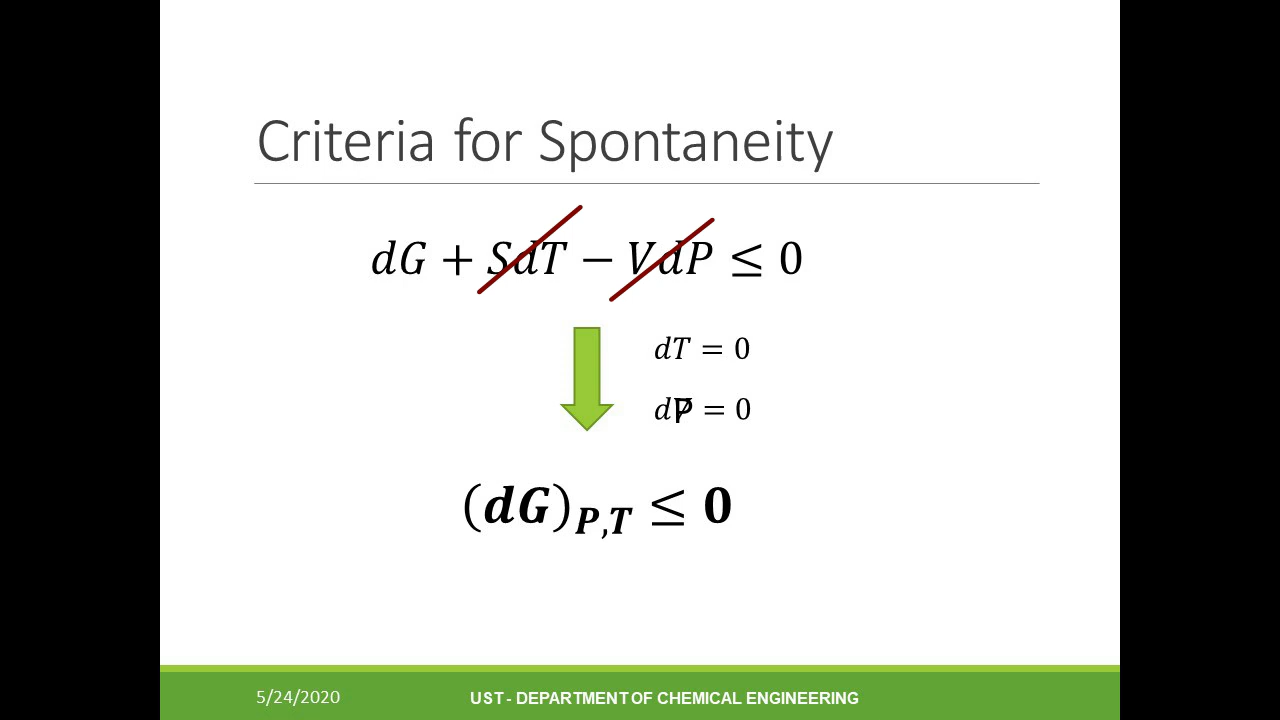 Criteria for Spontaneity
𝑑𝐺 + 𝑆𝑑𝑇 − 𝑉𝑑𝑃 ≤ 0
𝑑𝑇 = 0
𝑑P = 0
(𝒅𝑮)𝑷,𝑻 ≤ 𝟎
5/24/2020
UST - DEPARTMENT OF CHEMICAL ENGINEERING